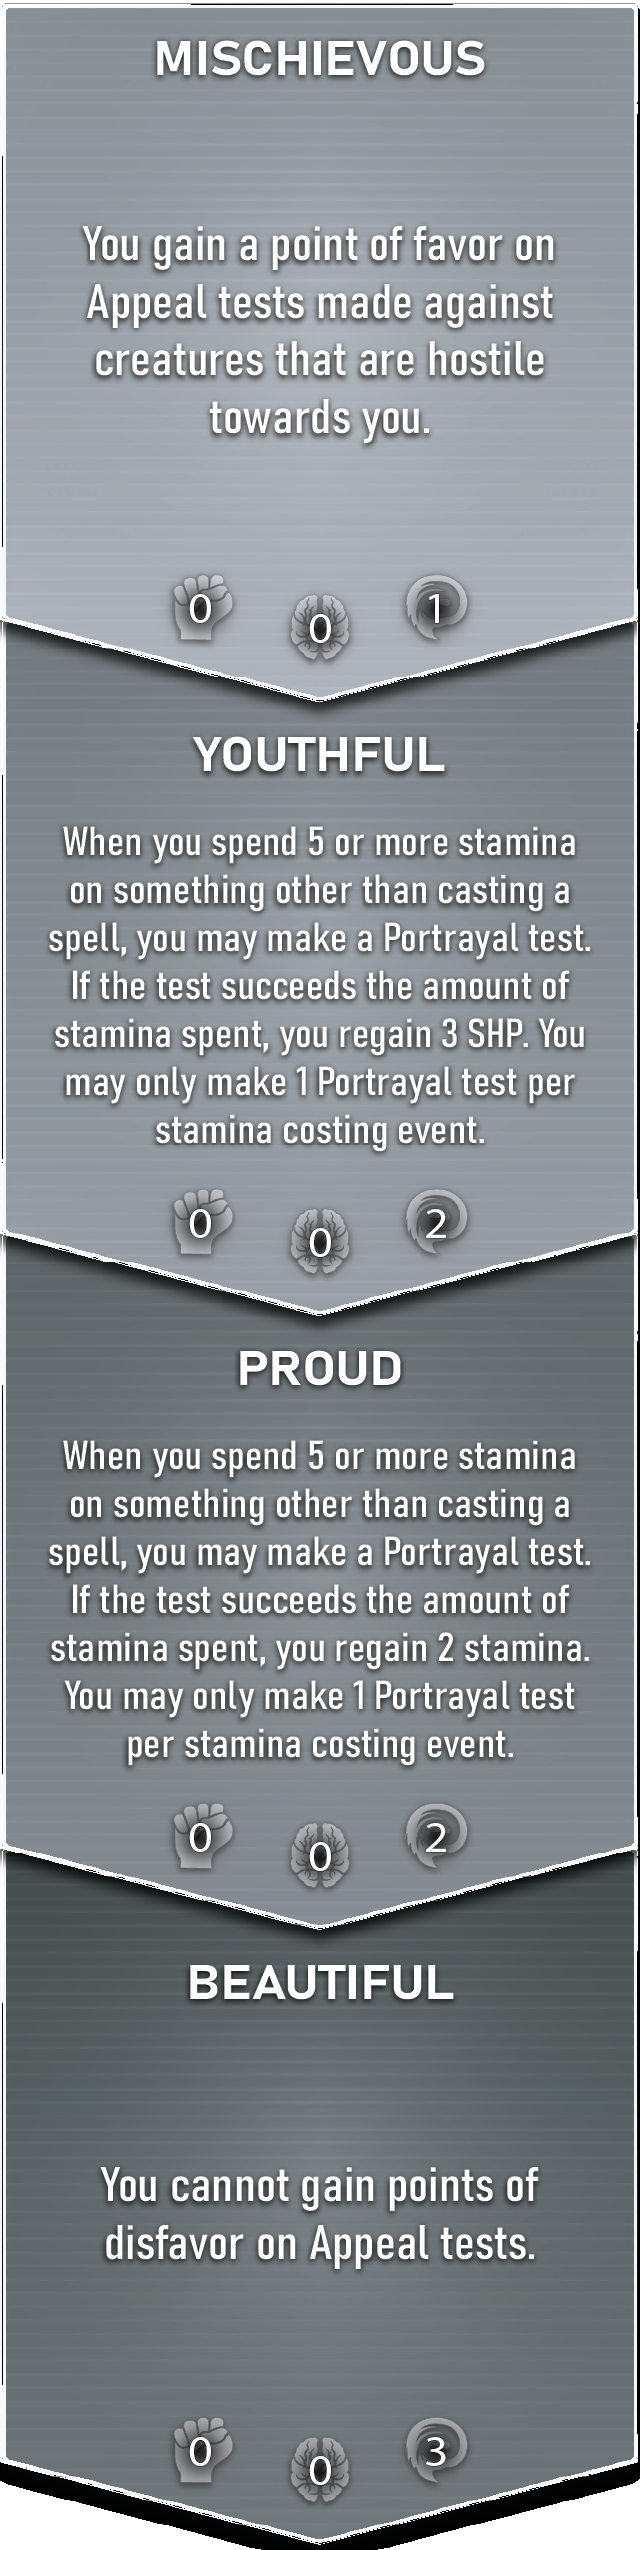 MISCHIEVOUS
You gain a point of favor on
Appeal tests made against
creatures that are hostile
towards you.
0 0 1
YOUTHFUL
When you spend 5 or more stamina
on something other than casting a
spell, you may make a Portrayal test.
If the test succeeds the amount of
stamina spent, you regain 3 SHP. You
may only make 1 Portrayal test per
stamina costing event.
0 0 2
PROUD
When you spend 5 or more stamina
on something other than casting a
spell, you may make a Portrayal test.
If the test succeeds the amount of
stamina spent, you regain 2 stamina.
You may only make 1 Portrayal test
per stamina costing event.
0 0 2
BEAUTIFUL
You cannot gain points of
disfavor on Appeal tests.
0 0 3